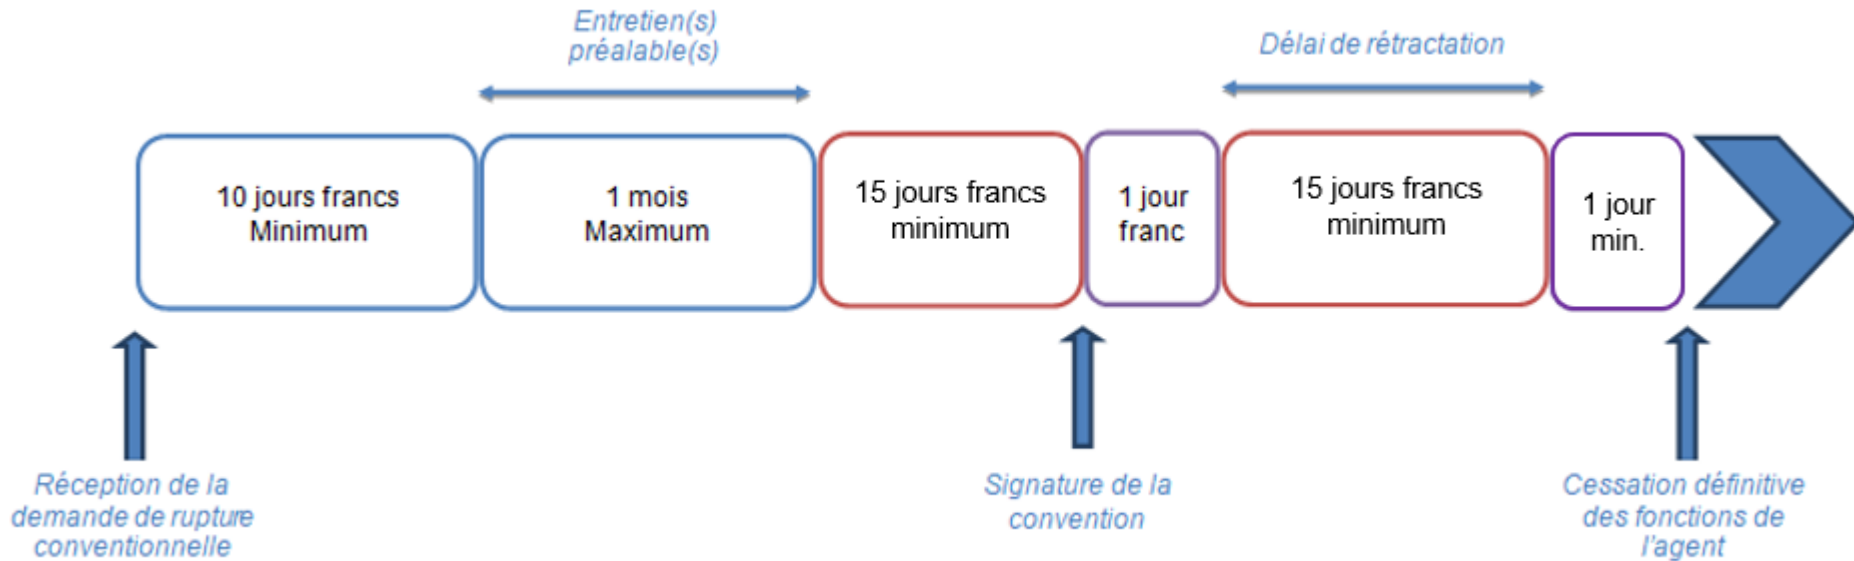 Entretien(s)
préalable(s)
Délai de rétractation
10 jours francs
Minimum
1 mois
Maximum
15 jours francs
minimum
1 jour
franc
15 jours francs
minimum
1 jour
min.
Réception de la
demande de rupture
conventionnelle
Signature de la
convention
Cessation définitive
des fonctions de
l'agent